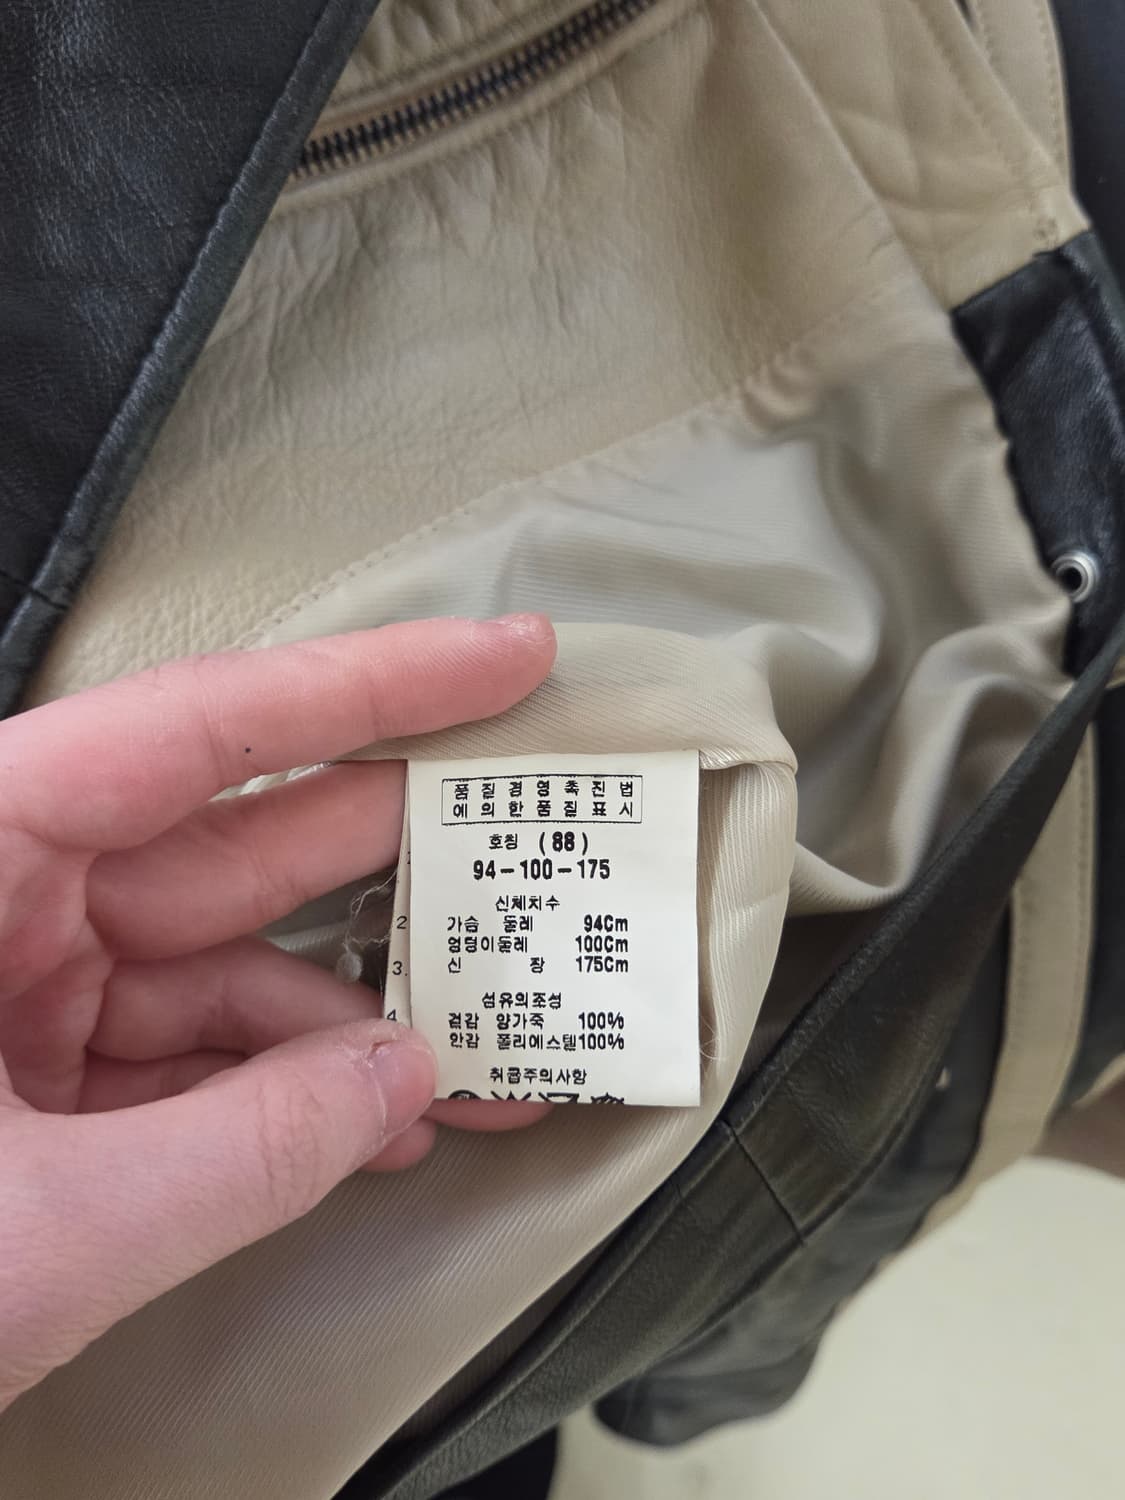 품질경영촉진법
에의한품질표시
호칭 (88)
94-100-175
신체치수
가슴 둘레 94Cm
엉덩이둘레 100Cm
신 장 175Cm
섬유의조성
겉감 양가죽 100%
안감 폴리에스텔100%
취급주의사항
2
3.
4